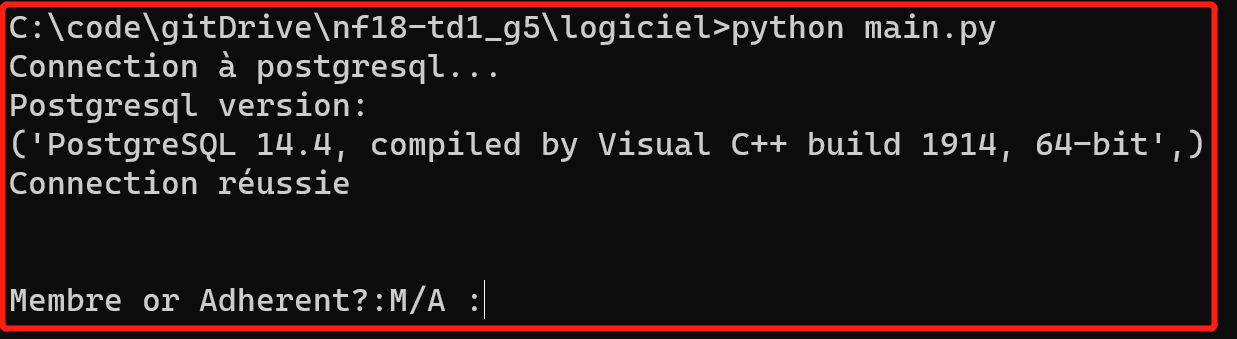 C:\code\gitDrive\nf18-td1_g5\logiciel>python main.py
Connection à postgresql...
Postgresql version:
('PostgreSQL 14.4, compiled by Visual C++ build 1914, 64-bit',)
Connection réussie
Membre or Adherent?:M/A :